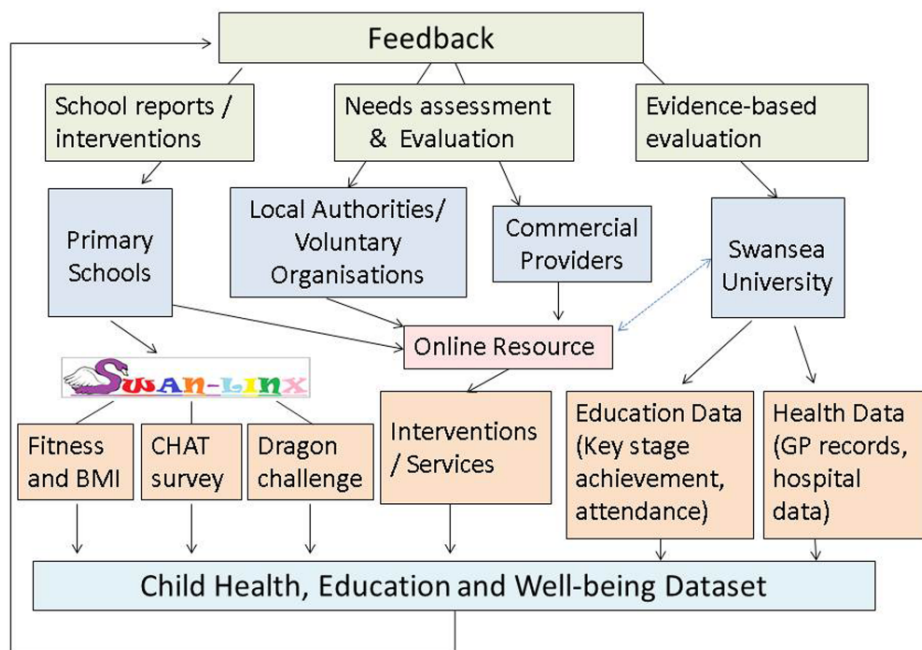 Feedback
School reports /
interventions
Needs assessment
& Evaluation
Evidence-based
evaluation
Primary
Schools
Local Authorities/
Voluntary
Organisations
Commercial
Providers
Swansea
University
Online Resource
SWAN-LINX
Fitness
and BMI
CHAT
survey
Dragon
challenge
Interventions
/ Services
Education Data
(Key stage
achievement,
attendance)
Health Data
(GP records,
hospital
data)
Child Health, Education and Well-being Dataset